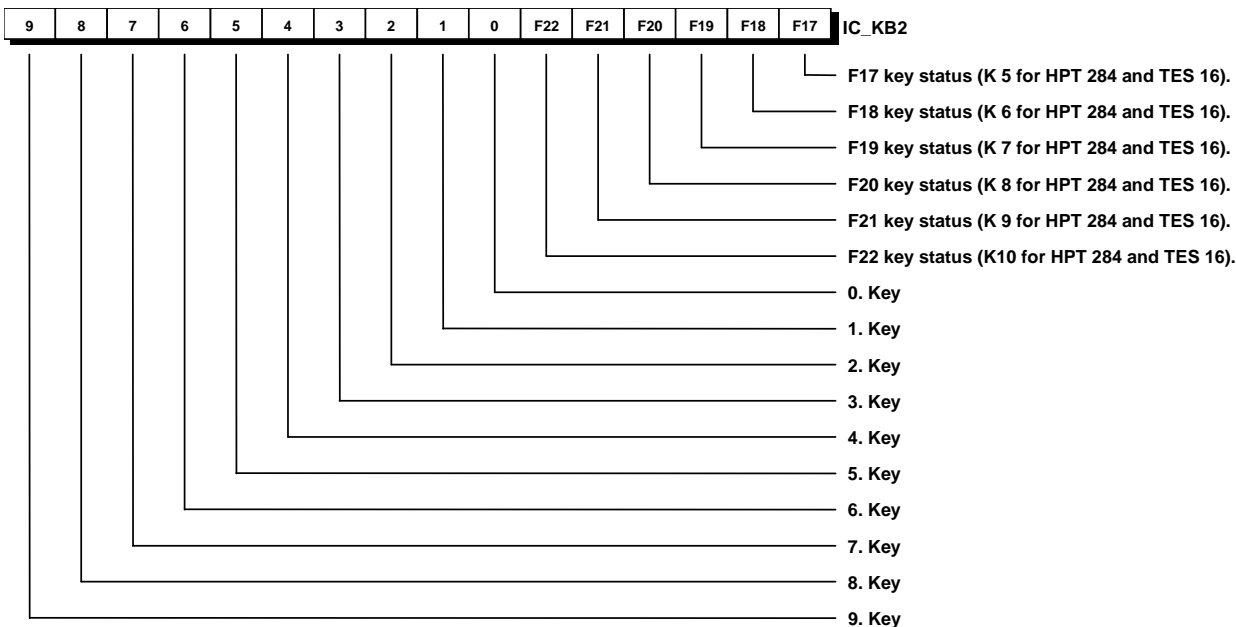 9 8 7 6 5 4 3 2 1 0 F22 F21 F20 F19 F18 F17 IC_KB2
F17 key status (K 5 for HPT 284 and TES 16).
F18 key status (K 6 for HPT 284 and TES 16).
F19 key status (K 7 for HPT 284 and TES 16).
F20 key status (K 8 for HPT 284 and TES 16).
F21 key status (K 9 for HPT 284 and TES 16).
F22 key status (K10 for HPT 284 and TES 16).
0. Key
1. Key
2. Key
3. Key
4. Key
5. Key
6. Key
7. Key
8. Key
9. Key